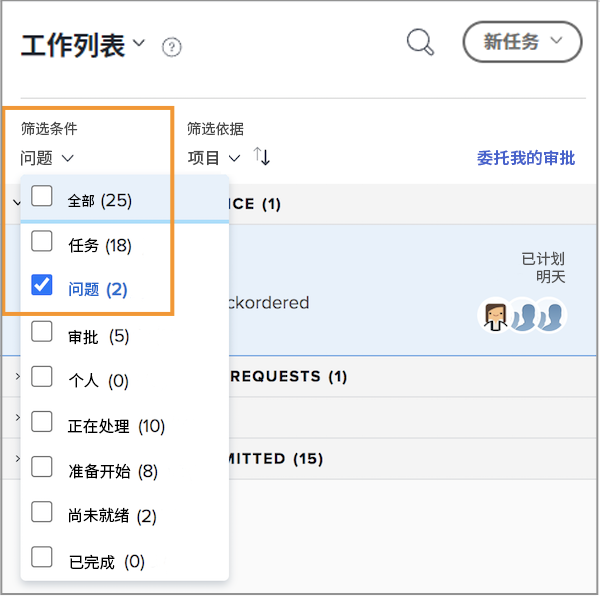 工作列表
?
新任务
筛选条件
筛选依据
问题
项目
委托我的审批
全部 (25)
ICE (1)
任务 (18)
问题 (2)
已计划
明天
ckordered
审批 (5)
个人 (0)
REQUESTS (1)
正在处理 (10)
准备开始 (8)
MITTED (15)
尚未就绪 (2)
已完成 (0)